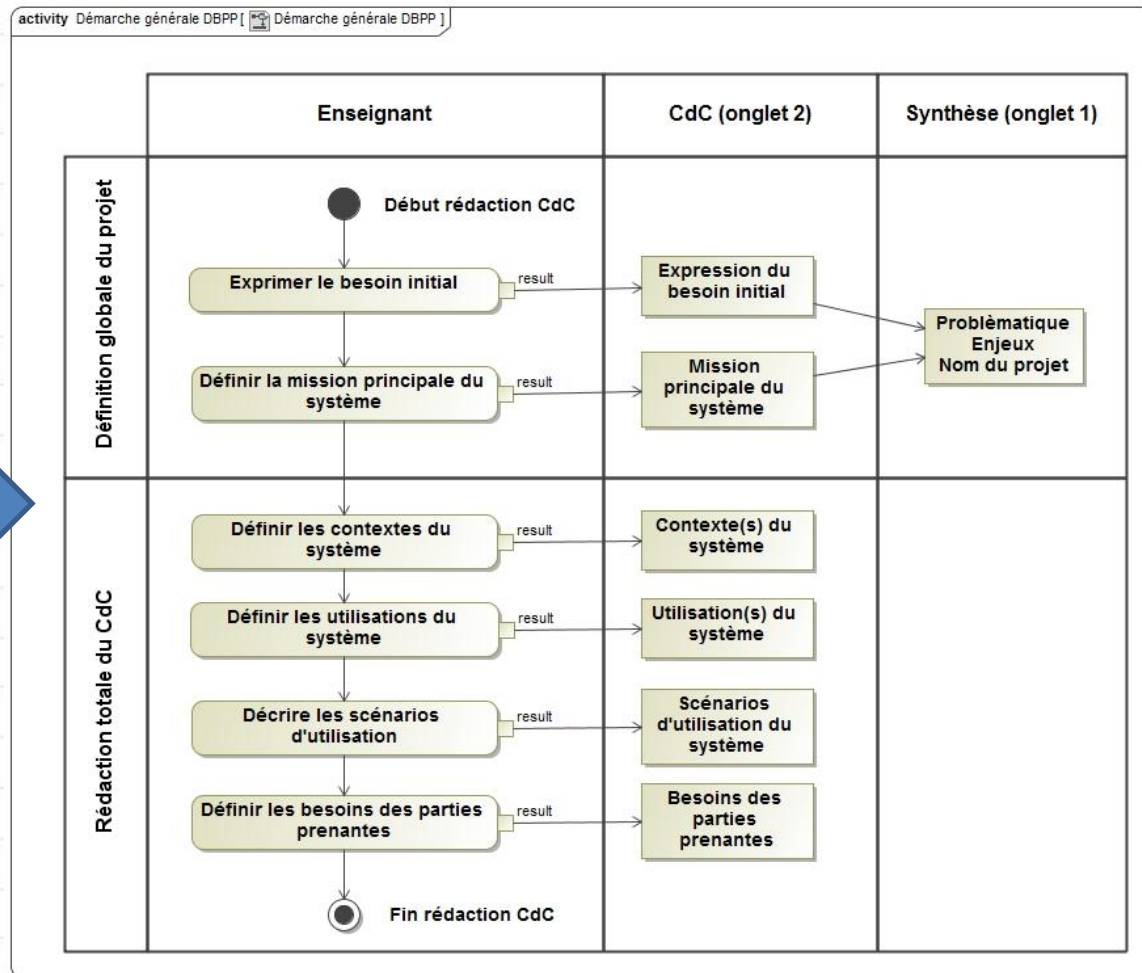 activity Démarche générale DBPP [ Démarche générale DBPP ]
Enseignant
CdC (onglet 2)
Synthèse (onglet 1)
Définition globale du projet
Début rédaction CdC
Exprimer le besoin initial
result
Expression du
besoin initial
Problèmatique
Enjeux
Nom du projet
Définir la mission principale du
système
result
Mission
principale du
système
Rédaction totale du CdC
Définir les contextes du
système
result
Contexte(s) du
système
Définir les utilisations du
système
result
Utilisation(s) du
système
Décrire les scénarios
d'utilisation
result
Scénarios
d'utilisation du
système
Définir les besoins des parties
prenantes
result
Besoins des
parties
prenantes
Fin rédaction CdC